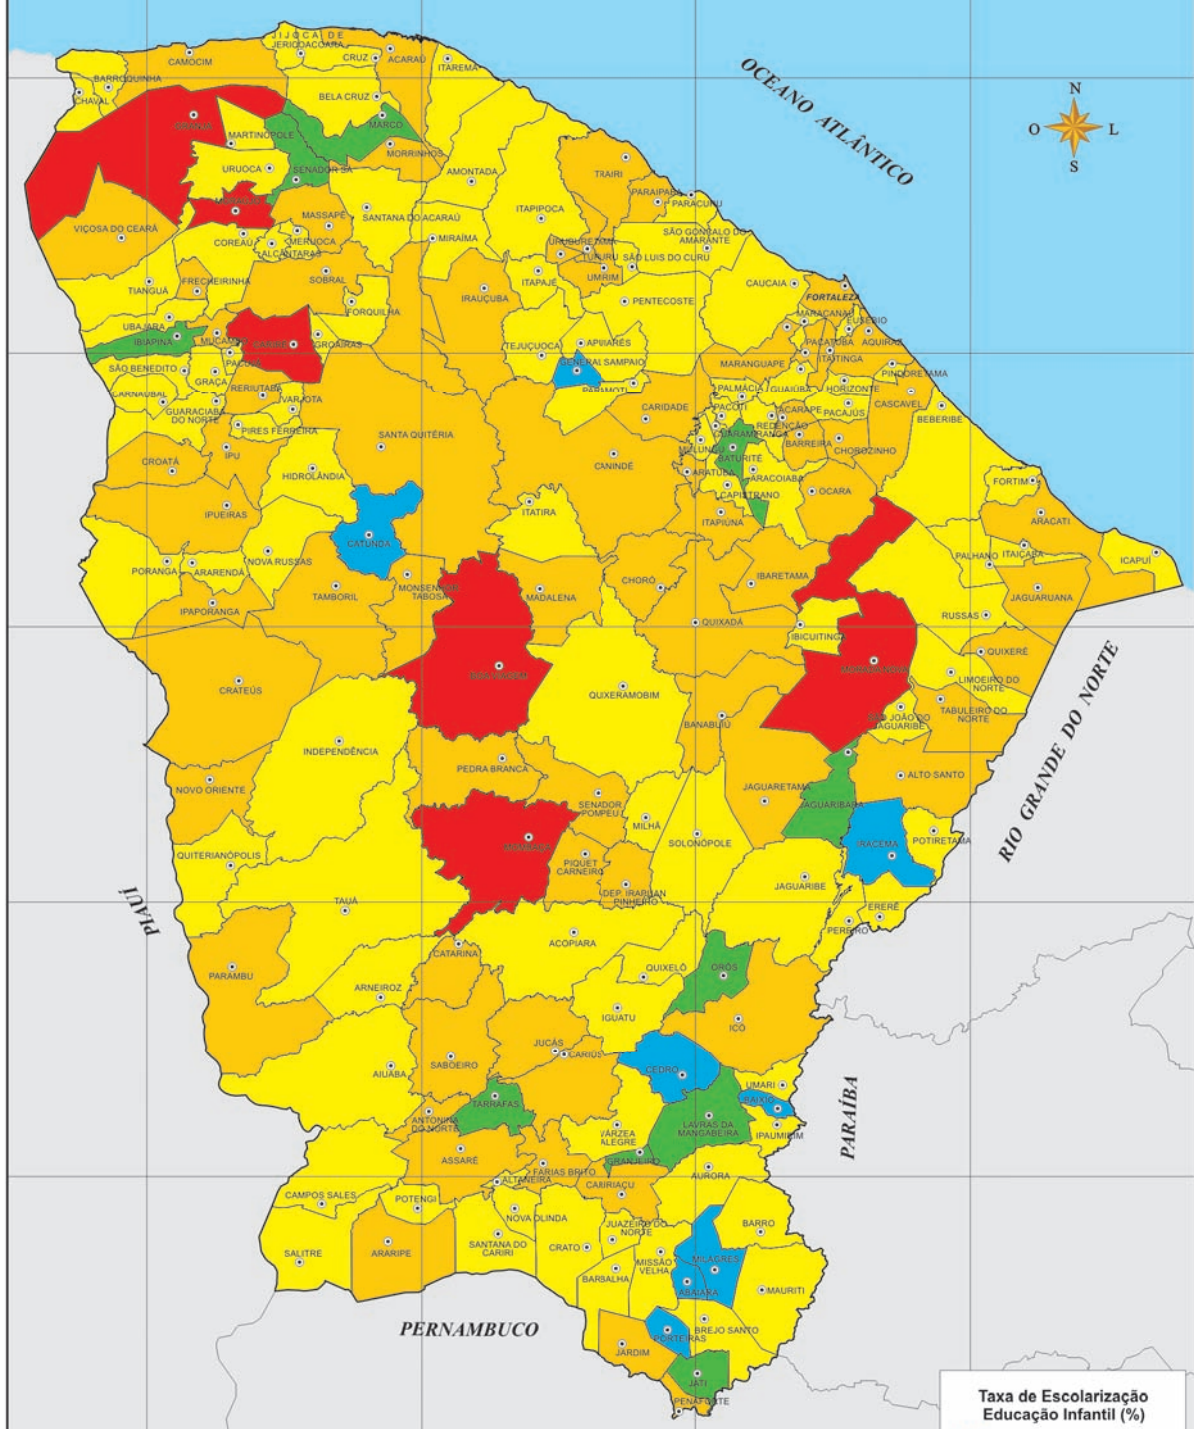 JIJOCA DE
JERICOACOARA
CAMOCIM
CRUZ
ACARAÚ
ITAREMA
BARROQUINHA
CHAVAL
BELA CRUZ
MARCO
MARTINÓPOLE
MORRINHOS
URUOCA
SENADOR SÁ
AMONTADA
TRAIRI
PARAIPABA
PARACURU
ITAPIPOCA
MASSAPÊ
SANTANA DO ACARAÚ
VIÇOSA DO CEARÁ
COREAÚ
MERUOCA
ALCÂNTARAS
MIRAÍMA
URUBURETAMA
TURURU
SÃO GONÇALO DO
AMARANTE
SÃO LUIS DO CURU
UMRIM
TIANGUÁ
FRECHEIRINHA
SOBRAL
IRAUÇUBA
ITAPAJÉ
PENTECOSTE
CAUCAIA
FORTALEZA
FORQUILHA
UBAJARA
IBIAPINA
GROAÍRAS
MARACANAÚ
EUSÉBIO
PACATUBA
AQUIRAZ
ITAITINGA
TEJUÇUOCA
APUIARÉS
GENERAL SAMPAIO
PARAMOTI
MARANGUAPE
PINDORETAMA
SÃO BENEDITO
GRAÇA
RERIUTABA
VARJOTA
CARNAUBAL
GUARACIABA
DO NORTE
PIRES FERREIRA
PALMÁCIA
GUAIÚBA
HORIZONTE
PACOTI
ACARAPE
PACAJÚS
CASCAVEL
CARIDADE
REDENÇÃO
GUARAMIRANGA
BEBERIBE
BARREIRA
CHOROZINHO
BATURITÉ
ARATUBA
ARACOIABA
CAPISTRANO
OCARA
ITAPIÚNA
SANTA QUITÉRIA
CANINDÉ
CROATÁ
IPU
HIDROLÂNDIA
IPUEIRAS
ITATIRA
CATUNDA
FORTIM
ARACATI
PORANGA
ARARENDÁ
NOVA RUSSAS
PALHANO
ITAIÇABA
ICAPUÍ
IPAPORANGA
TAMBORIL
MONSENHOR
TABOSA
MADALENA
CHORÓ
IBARETAMA
JAGUARUANA
RUSSAS
QUIXADÁ
IBICUITINGA
QUIXERÉ
CRATEÚS
QUIXERAMOBIM
LIMOEIRO DO
NORTE
TABULEIRO DO
NORTE
BANABUIÚ
SÃO JOÃO DO
JAGUARIBE
INDEPENDÊNCIA
PEDRA BRANCA
NOVO ORIENTE
SENADOR
POMPEU
JAGUARETAMA
JAGUARIBARA
ALTO SANTO
MILHÃ
SOLONÓPOLE
IRACEMA
POTIRETAMA
QUITERIANÓPOLIS
PIQUET
CARNEIRO
DEP. IRAPUAN
PINHEIRO
JAGUARIBE
TAUÁ
ERERÊ
PEREIRO
ACOPIARA
CATARINA
PARAMBU
QUIXELÔ
ORÓS
ARNEIROZ
IGUATU
ICÓ
JUCÁS
CARIÚS
SABOEIRO
AIUABA
CEDRO
UMARI
BAIXIO
TARRAFAS
ANTONINA
DO NORTE
VÁRZEA
ALEGRE
LAVRAS DA
MANGABEIRA
IPAUMIRIM
ASSARÉ
GRANJEIRO
FARIAS BRITO
ALTANEIRA
CARIRIAÇU
AURORA
CAMPOS SALES
POTENGI
NOVA OLINDA
JUAZEIRO DO
NORTE
BARRO
SALITRE
ARARIPE
SANTANA DO
CARIRI
CRATO
MISSÃO
VELHA
MILAGRES
BARBALHA
ABAIARA
MAURITI
PORTEIRAS
BREJO SANTO
JARDIM
JATI
PENAFORTE
OCEANO ATLÂNTICO
N
O
L
S
RIO GRANDE DO NORTE
PIAUÍ
PARAÍBA
PERNAMBUCO
Taxa de Escolarização
Educação Infantil (%)